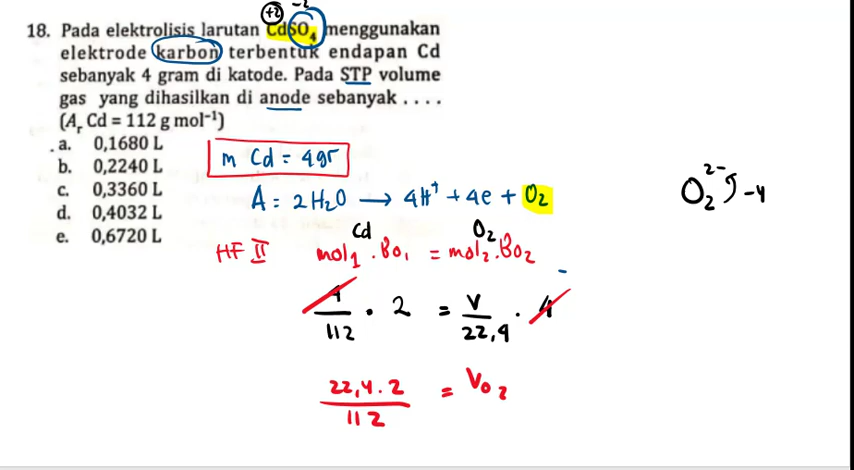 +2 -2
18. Pada elektrolisis larutan CdSO4 menggunakan
elektrode karbon terbentuk endapan Cd
sebanyak 4 gram di katode. Pada STP volume
gas yang dihasilkan di anode sebanyak . . . .
(Ar Cd = 112 g mol⁻¹)
a. 0,1680 L
b. 0,2240 L
c. 0,3360 L
d. 0,4032 L
e. 0,6720 L
m Cd = 4gr
A = 2H2O → 4H⁺ + 4e + O2
O2²⁻ -4
Cd O2
HF II mol1 . Bo1 = mol2 . Bo2
4/112 . 2 = V/22,4 . 4
22,4 . 2/112 = VO2